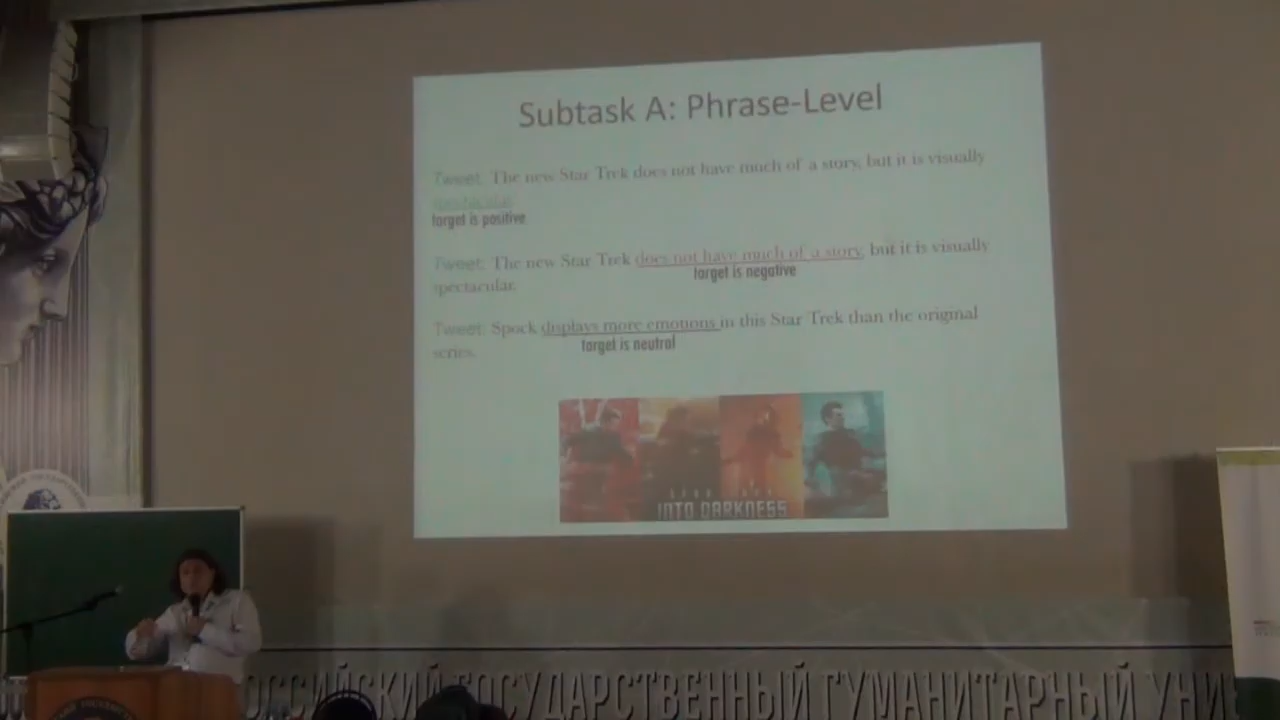 Subtask A: Phrase-Level
Tweet: The new Star Trek does not have much of a story, but it is visually
spectacular.
target is positive
Tweet: The new Star Trek does not have much of a story, but it is visually
target is negative
spectacular.
Tweet: Spock displays more emotions in this Star Trek than the original
target is neutral
series.
INTO DARKNESS
ОССИЙСКИЙ ГОСУДАРСТВЕННЫЙ ГУМАНИТАРНЫЙ УНИ